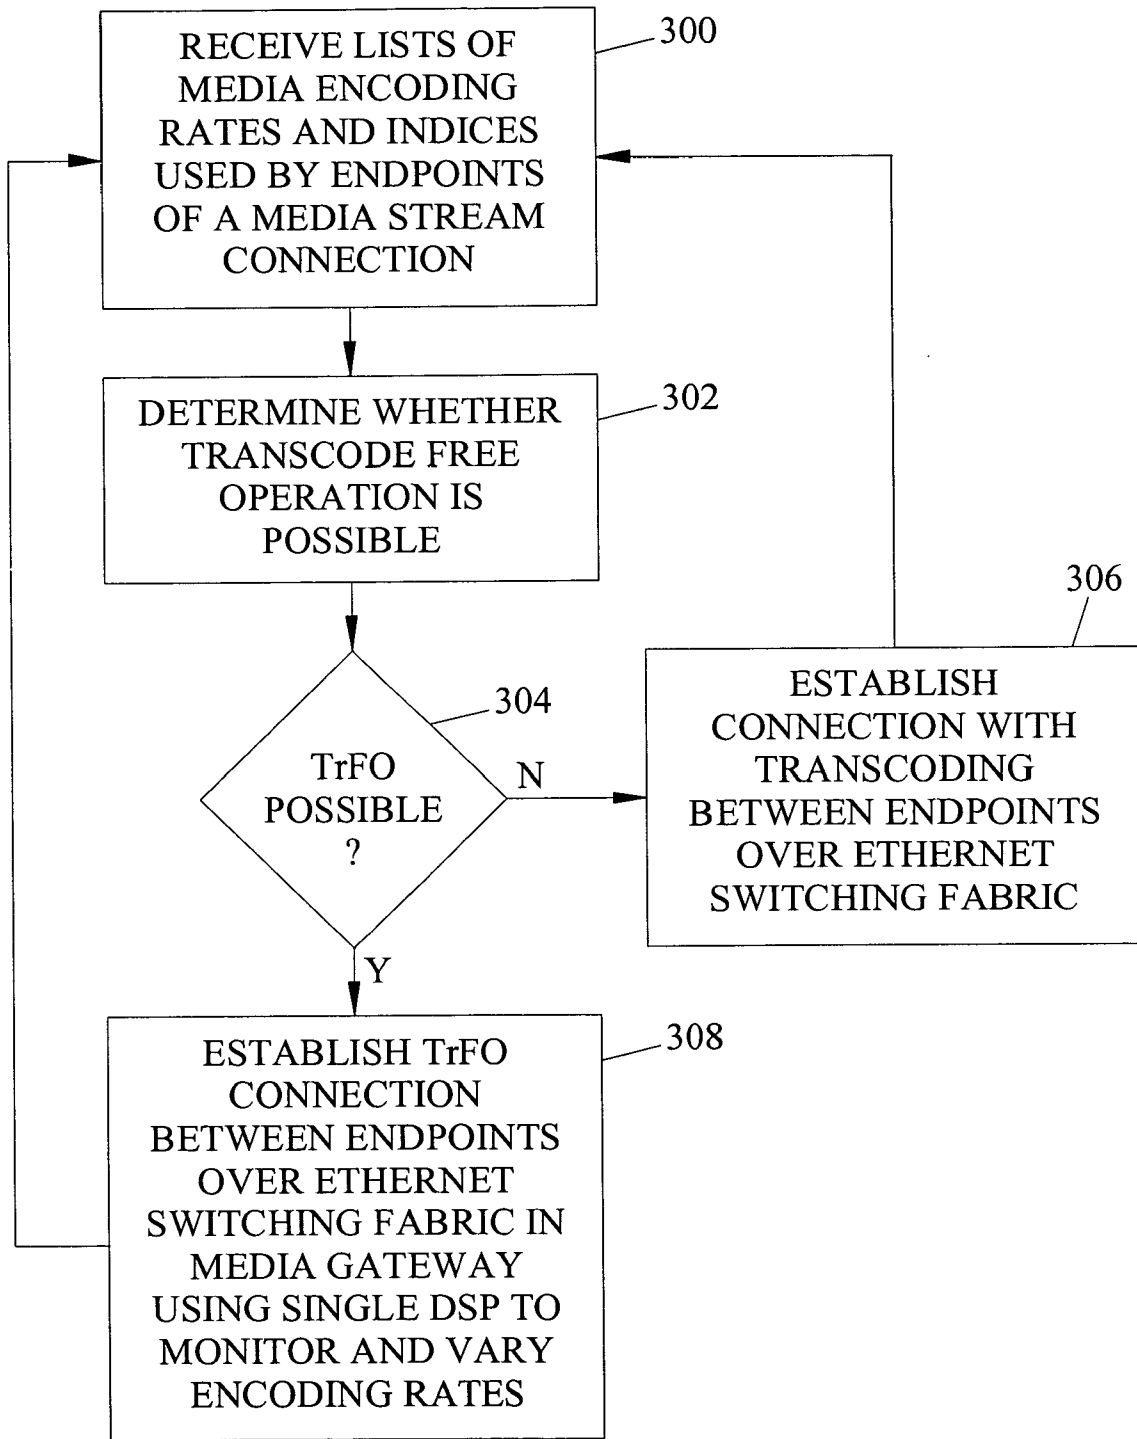 RECEIVE LISTS OF
MEDIA ENCODING
RATES AND INDICES
USED BY ENDPOINTS
OF A MEDIA STREAM
CONNECTION
300
DETERMINE WHETHER
TRANSCODE FREE
OPERATION IS
POSSIBLE
302
TrFO
POSSIBLE
?
304
N
Y
ESTABLISH
CONNECTION WITH
TRANSCODING
BETWEEN ENDPOINTS
OVER ETHERNET
SWITCHING FABRIC
306
ESTABLISH TrFO
CONNECTION
BETWEEN ENDPOINTS
OVER ETHERNET
SWITCHING FABRIC IN
MEDIA GATEWAY
USING SINGLE DSP TO
MONITOR AND VARY
ENCODING RATES
308